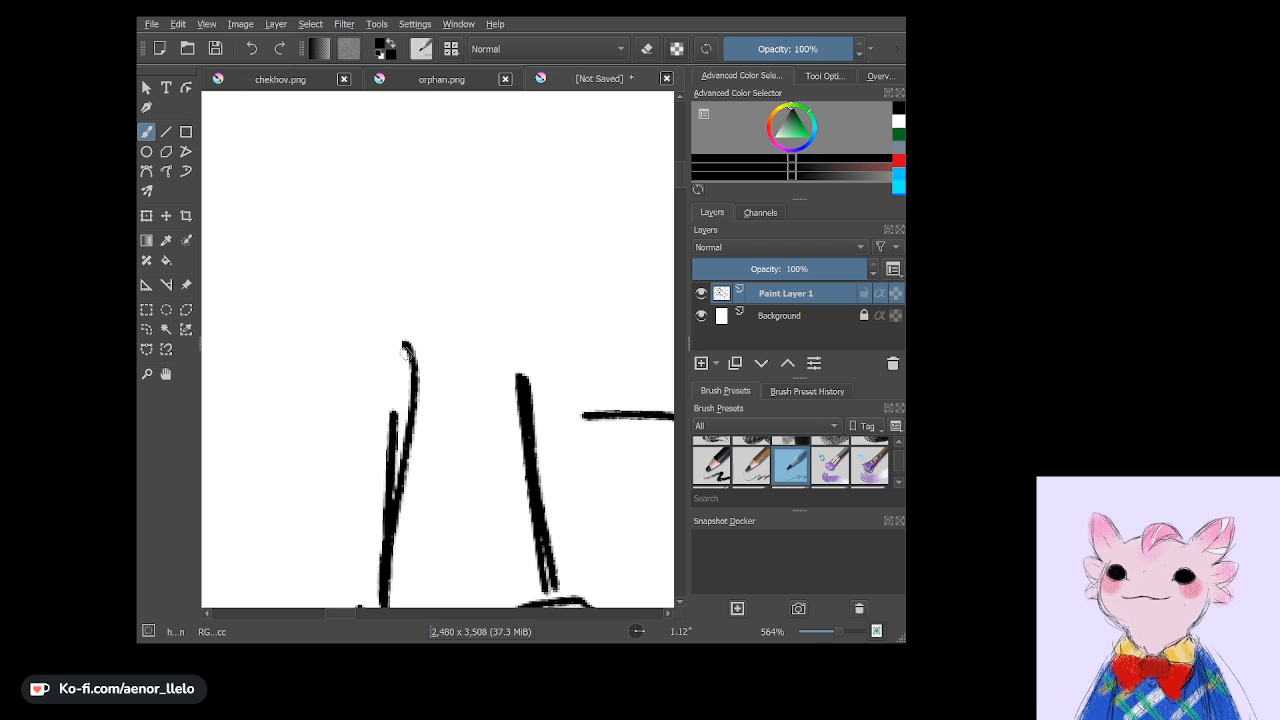 File Edit View Image Layer Select Filter Tools Settings Window Help
Normal Opacity: 100%
chekhov.png orphan.png [Not Saved] *
Advanced Color Sele... Tool Opti... Overv...
Advanced Color Selector
Layers Channels
Layers
Normal
Opacity: 100%
Paint Layer 1
Background
Brush Presets Brush Preset History
Brush Presets
All Tag
Search
Snapshot Docker
h...n RG...cc 2,480 x 3,508 (37.3 MiB) 1.12° 564%
Ko-fi.com/aenor_llelo